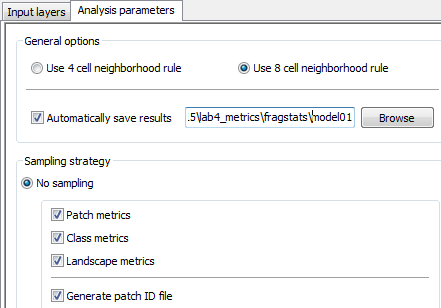 Input layers Analysis parameters
General options
Use 4 cell neighborhood rule Use 8 cell neighborhood rule
Automatically save results .5\lab4_metrics\fragstats\model01 Browse
Sampling strategy
No sampling
Patch metrics
Class metrics
Landscape metrics
Generate patch ID file